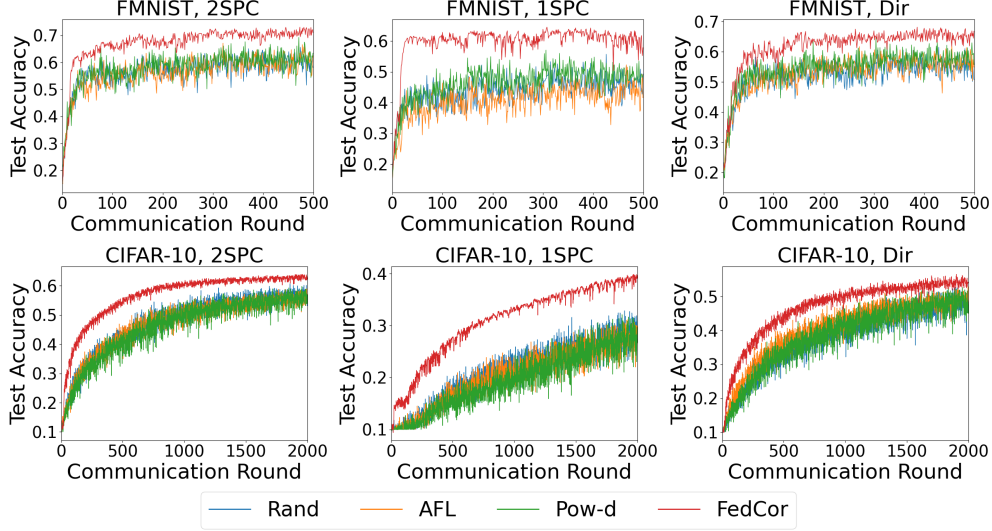 FMNIST, 2SPC
0.7
0.6
0.5
0.4
0.3
0.2
Test Accuracy
0 100 200 300 400 500
Communication Round
FMNIST, 1SPC
0.6
0.5
0.4
0.3
0.2
Test Accuracy
0 100 200 300 400 500
Communication Round
FMNIST, Dir
0.7
0.6
0.5
0.4
0.3
0.2
Test Accuracy
0 100 200 300 400 500
Communication Round
CIFAR-10, 2SPC
0.6
0.5
0.4
0.3
0.2
0.1
Test Accuracy
0 500 1000 1500 2000
Communication Round
CIFAR-10, 1SPC
0.4
0.3
0.2
0.1
Test Accuracy
0 500 1000 1500 2000
Communication Round
CIFAR-10, Dir
0.5
0.4
0.3
0.2
0.1
Test Accuracy
0 500 1000 1500 2000
Communication Round
Rand AFL Pow-d FedCor